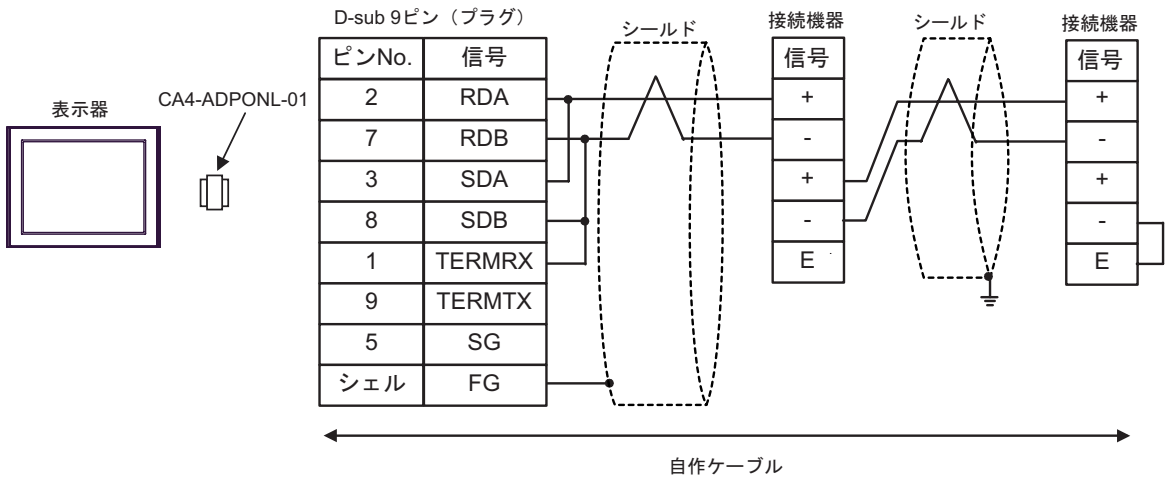 D-sub 9ピン（プラグ）
シールド
接続機器
シールド
接続機器
ピンNo. 信号
信号
信号
表示器
CA4-ADPONL-01
2 RDA
+
+
7 RDB
-
-
3 SDA
+
+
8 SDB
-
-
1 TERMRX
E
E
9 TERMTX
5 SG
シェル FG
自作ケーブル